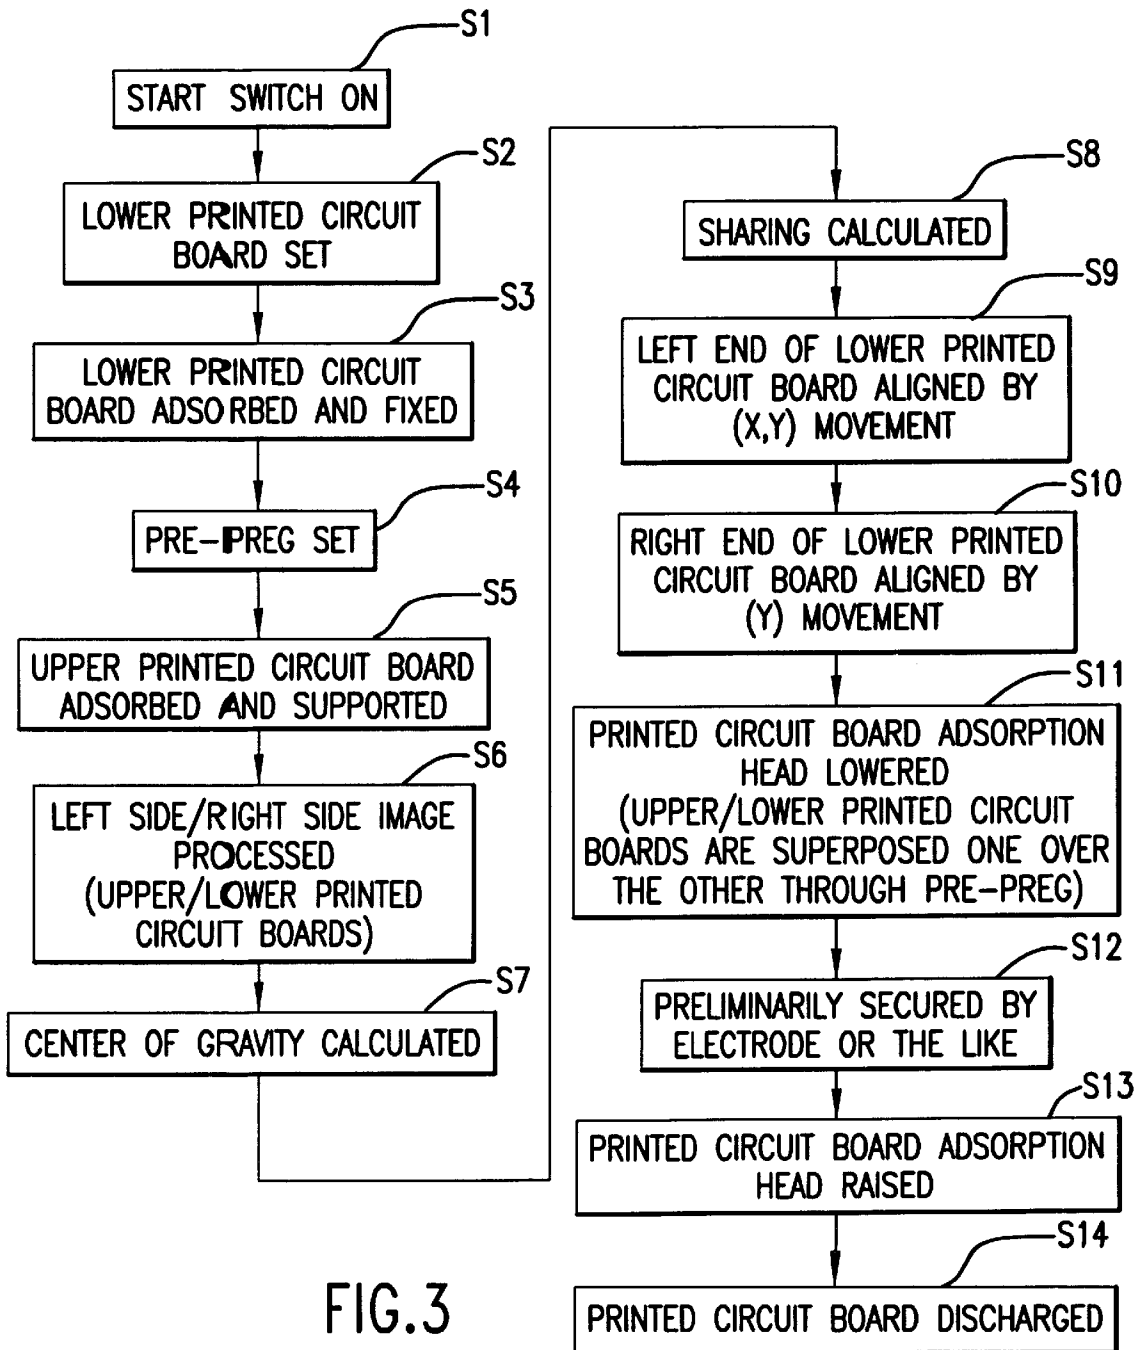 S1
START SWITCH ON
S2
LOWER PRINTED CIRCUIT
BOARD SET
S3
LOWER PRINTED CIRCUIT
BOARD ADSORBED AND FIXED
S4
PRE-PREG SET
S5
UPPER PRINTED CIRCUIT BOARD
ADSORBED AND SUPPORTED
S6
LEFT SIDE/RIGHT SIDE IMAGE
PROCESSED
(UPPER/LOWER PRINTED
CIRCUIT BOARDS)
S7
CENTER OF GRAVITY CALCULATED
S8
SHARING CALCULATED
S9
LEFT END OF LOWER PRINTED
CIRCUIT BOARD ALIGNED BY
(X,Y) MOVEMENT
S10
RIGHT END OF LOWER PRINTED
CIRCUIT BOARD ALIGNED BY
(Y) MOVEMENT
S11
PRINTED CIRCUIT BOARD ADSORPTION
HEAD LOWERED
(UPPER/LOWER PRINTED CIRCUIT
BOARDS ARE SUPERPOSED ONE OVER
THE OTHER THROUGH PRE-PREG)
S12
PRELIMINARILY SECURED BY
ELECTRODE OR THE LIKE
S13
PRINTED CIRCUIT BOARD ADSORPTION
HEAD RAISED
S14
PRINTED CIRCUIT BOARD DISCHARGED
FIG.3